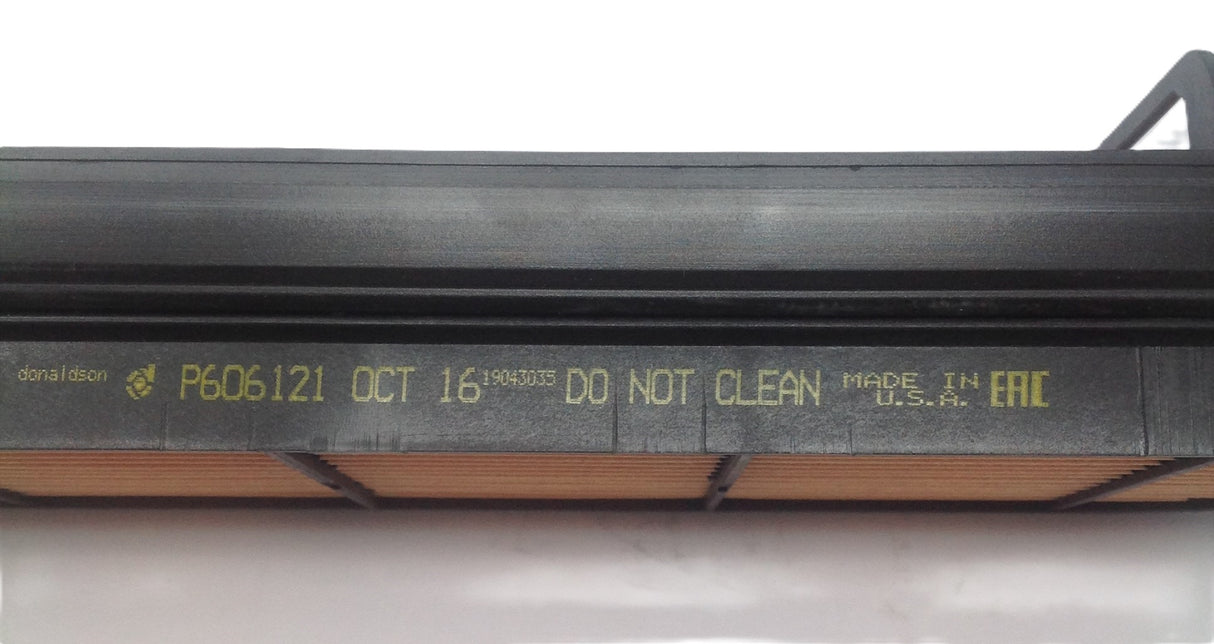 donaldson P606121 OCT 16 19043035 DO NOT CLEAN MADE IN U.S.A. EAC